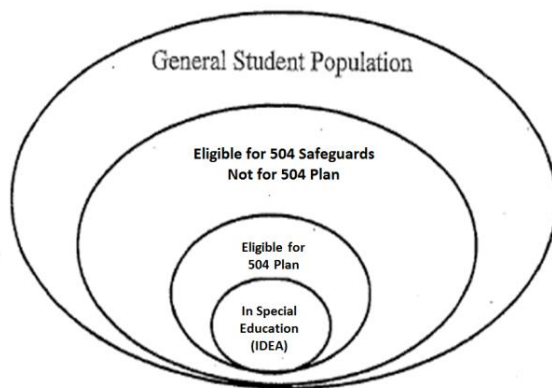 General Student Population
Eligible for 504 Safeguards
Not for 504 Plan
Eligible for
504 Plan
In Special
Education
(IDEA)